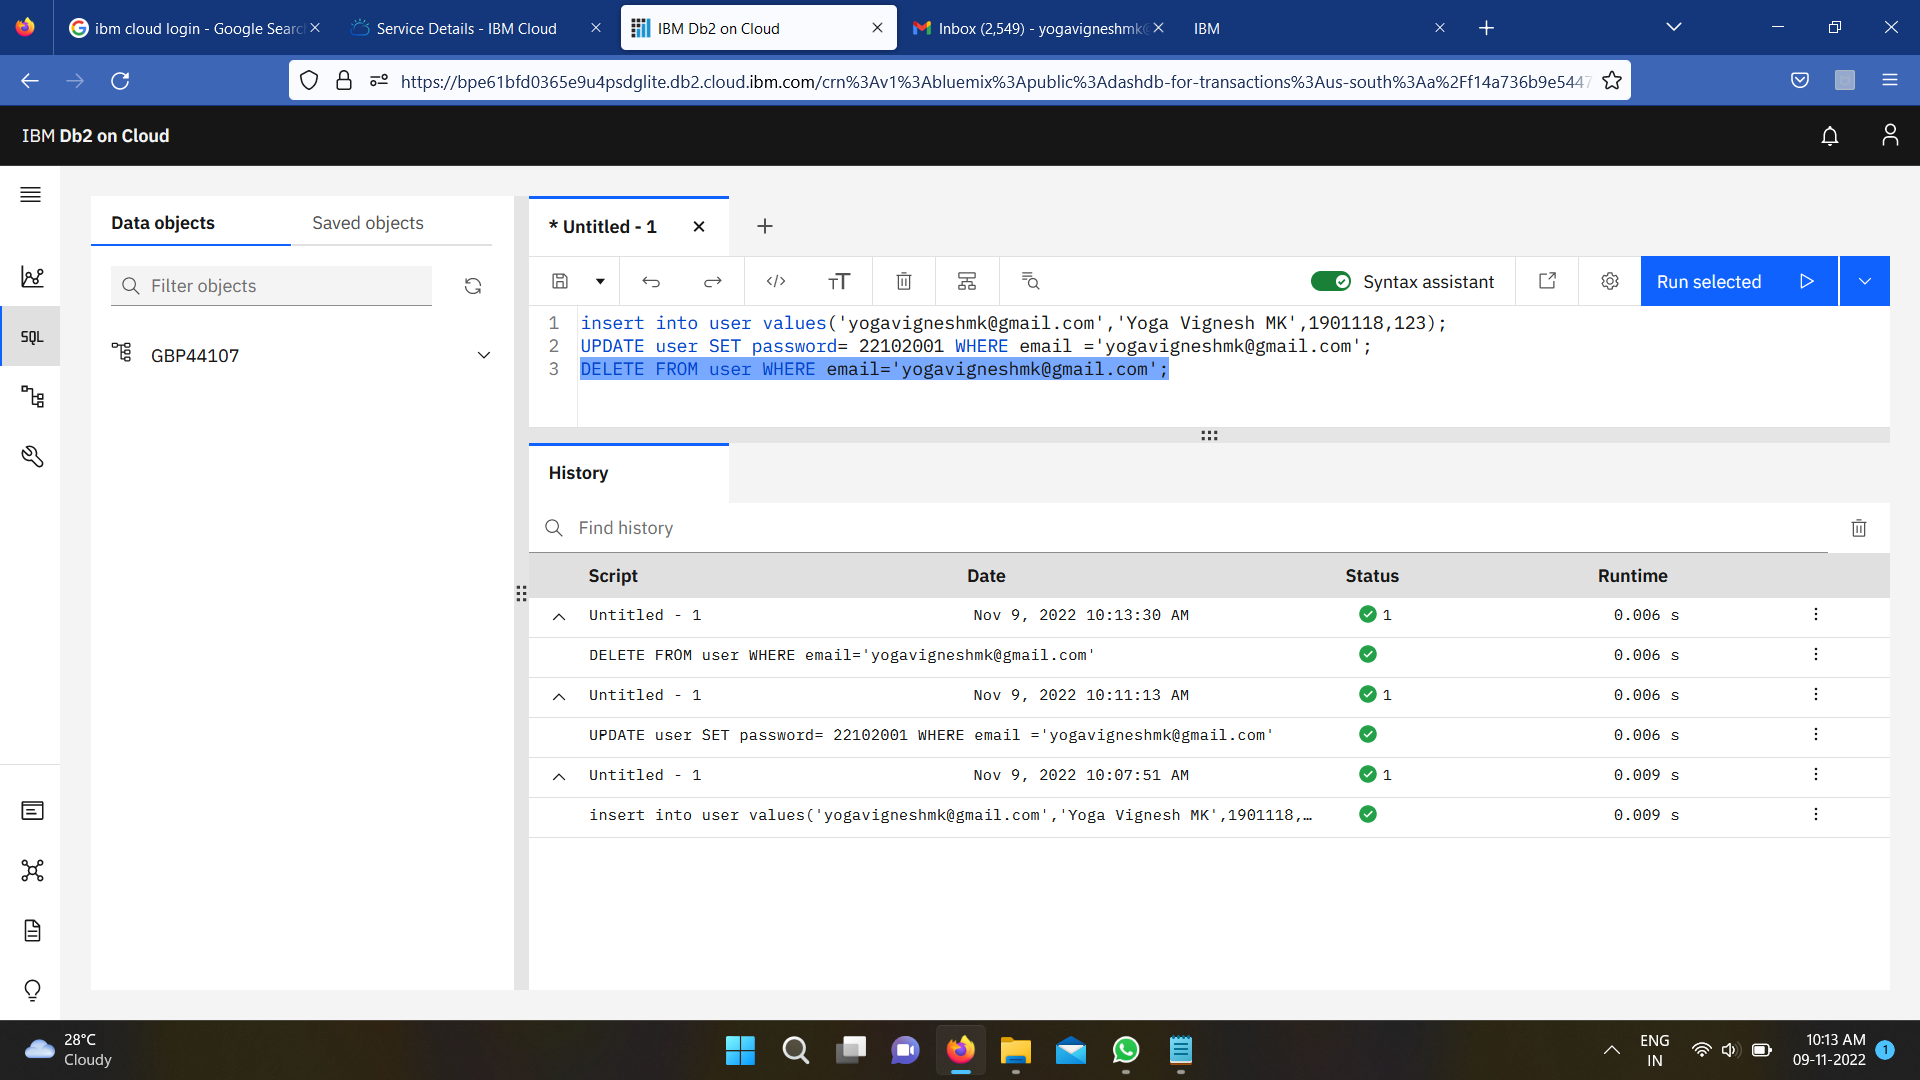 ibm cloud login - Google Searc
Service Details - IBM Cloud
IBM Db2 on Cloud
Inbox (2,549) - yogavigneshmk@
IBM
https://bpe61bfd0365e9u4psdglite.db2.cloud.ibm.com/crn%3Av1%3Abluemix%3Apublic%3Adashdb-for-transactions%3Aus-south%3Aa%2Ff14a736b9e5447
IBM Db2 on Cloud
Data objects
Saved objects
* Untitled - 1
Filter objects
Syntax assistant
Run selected
SQL
GBP44107
1 insert into user values('yogavigneshmk@gmail.com','Yoga Vignesh MK',1901118,123);
2 UPDATE user SET password= 22102001 WHERE email ='yogavigneshmk@gmail.com';
3 DELETE FROM user WHERE email='yogavigneshmk@gmail.com';
History
Find history
Script Date Status Runtime
Untitled - 1 Nov 9, 2022 10:13:30 AM 1 0.006 s
DELETE FROM user WHERE email='yogavigneshmk@gmail.com' 0.006 s
Untitled - 1 Nov 9, 2022 10:11:13 AM 1 0.006 s
UPDATE user SET password= 22102001 WHERE email ='yogavigneshmk@gmail.com' 0.006 s
Untitled - 1 Nov 9, 2022 10:07:51 AM 1 0.009 s
insert into user values('yogavigneshmk@gmail.com','Yoga Vignesh MK',1901118,… 0.009 s
28°C
Cloudy
ENG
IN
10:13 AM
09-11-2022
1